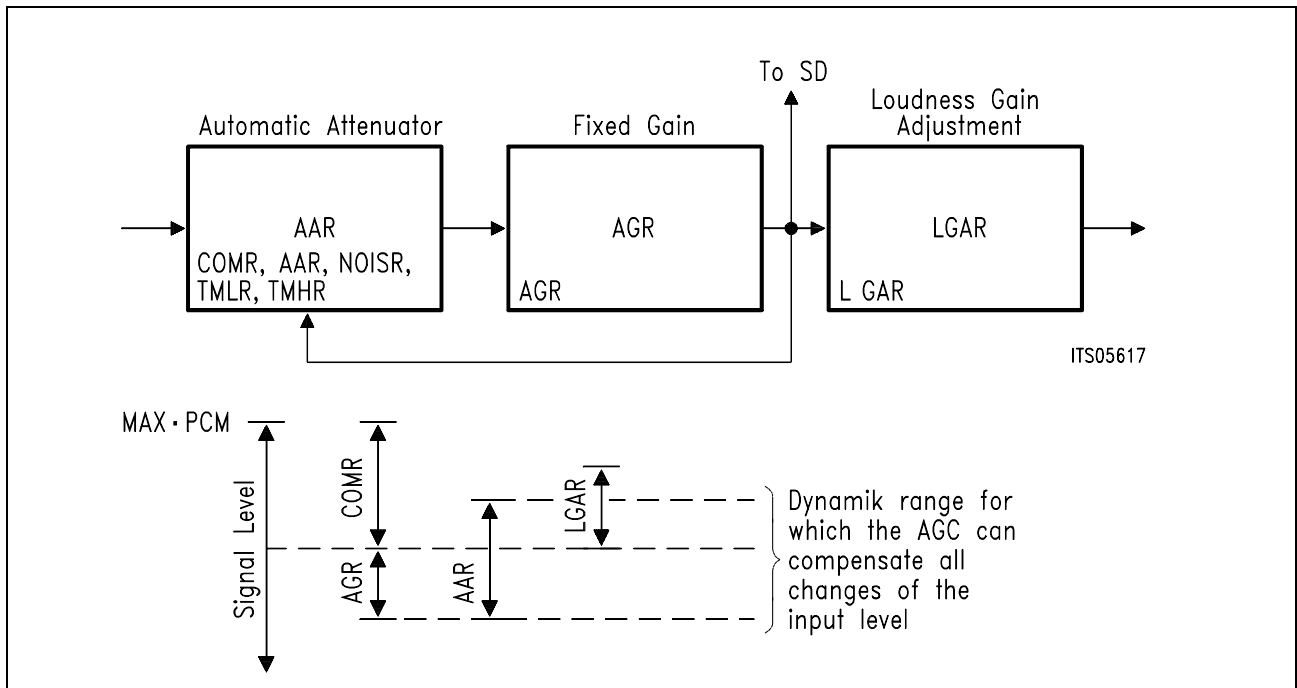 To SD
Automatic Attenuator
Fixed Gain
Loudness Gain
Adjustment
AAR
COMR, AAR, NOISR,
TMLR, TMHR
AGR
AGR
LGAR
L GAR
ITS05617
MAX·PCM
Signal Level
COMR
AGR
AAR
LGAR
Dynamik range for
which the AGC can
compensate all
changes of the
input level